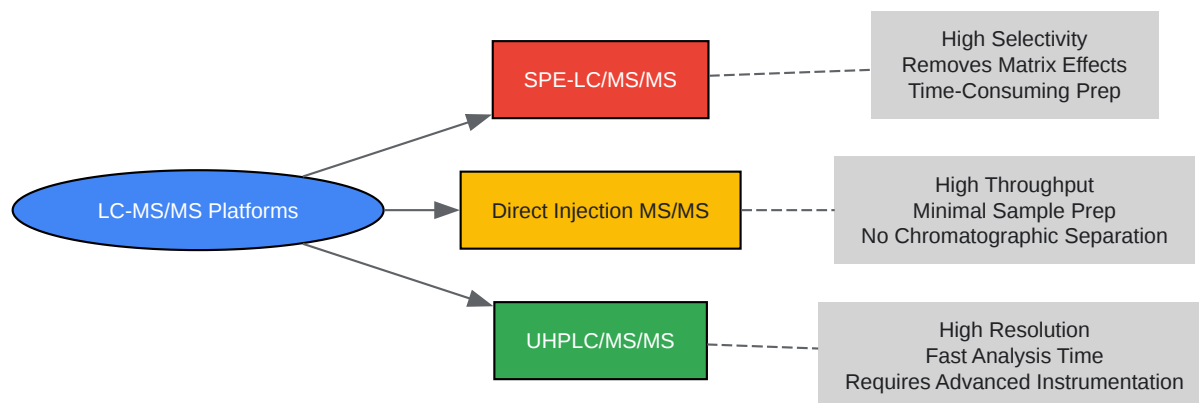 LC-MS/MS Platforms
SPE-LC/MS/MS
High Selectivity
Removes Matrix Effects
Time-Consuming Prep
Direct Injection MS/MS
High Throughput
Minimal Sample Prep
No Chromatographic Separation
UHPLC/MS/MS
High Resolution
Fast Analysis Time
Requires Advanced Instrumentation